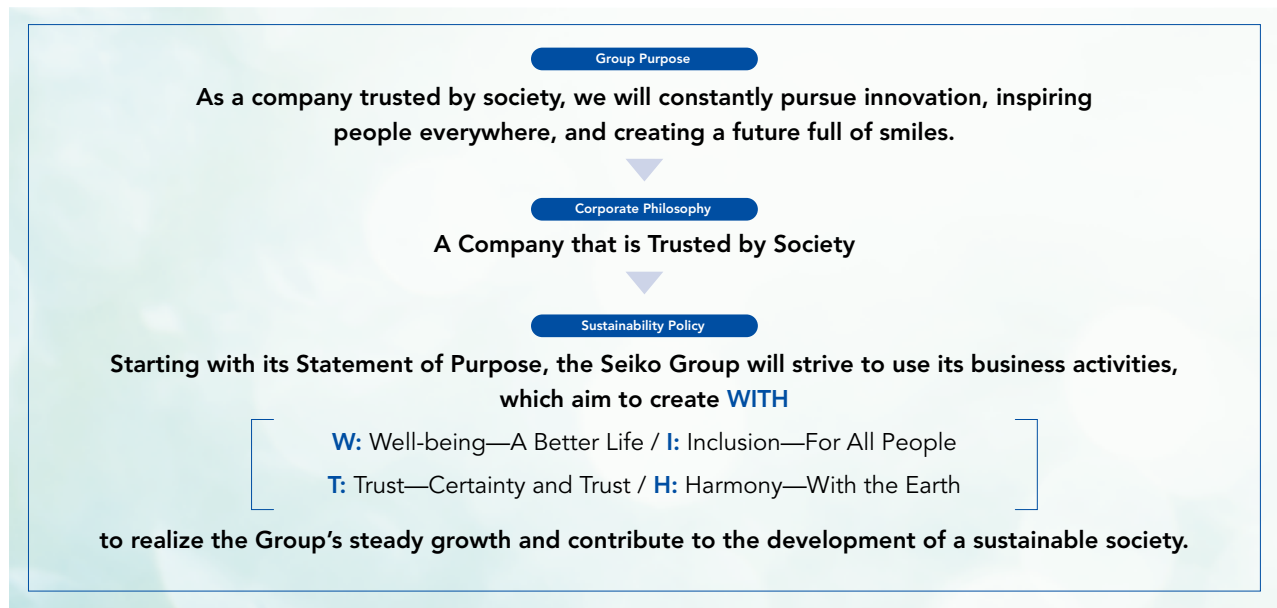 Group Purpose
As a company trusted by society, we will constantly pursue innovation, inspiring
people everywhere, and creating a future full of smiles.
Corporate Philosophy
A Company that is Trusted by Society
Sustainability Policy
Starting with its Statement of Purpose, the Seiko Group will strive to use its business activities,
which aim to create WITH
W: Well-being—A Better Life / I: Inclusion—For All People
T: Trust—Certainty and Trust / H: Harmony—With the Earth
to realize the Group’s steady growth and contribute to the development of a sustainable society.